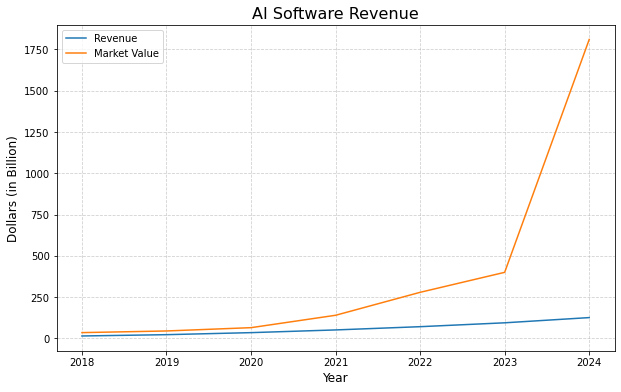 AI Software Revenue
Revenue
Market Value
Dollars (in Billion)
1750
1500
1250
1000
750
500
250
0
2018 2019 2020 2021 2022 2023 2024
Year